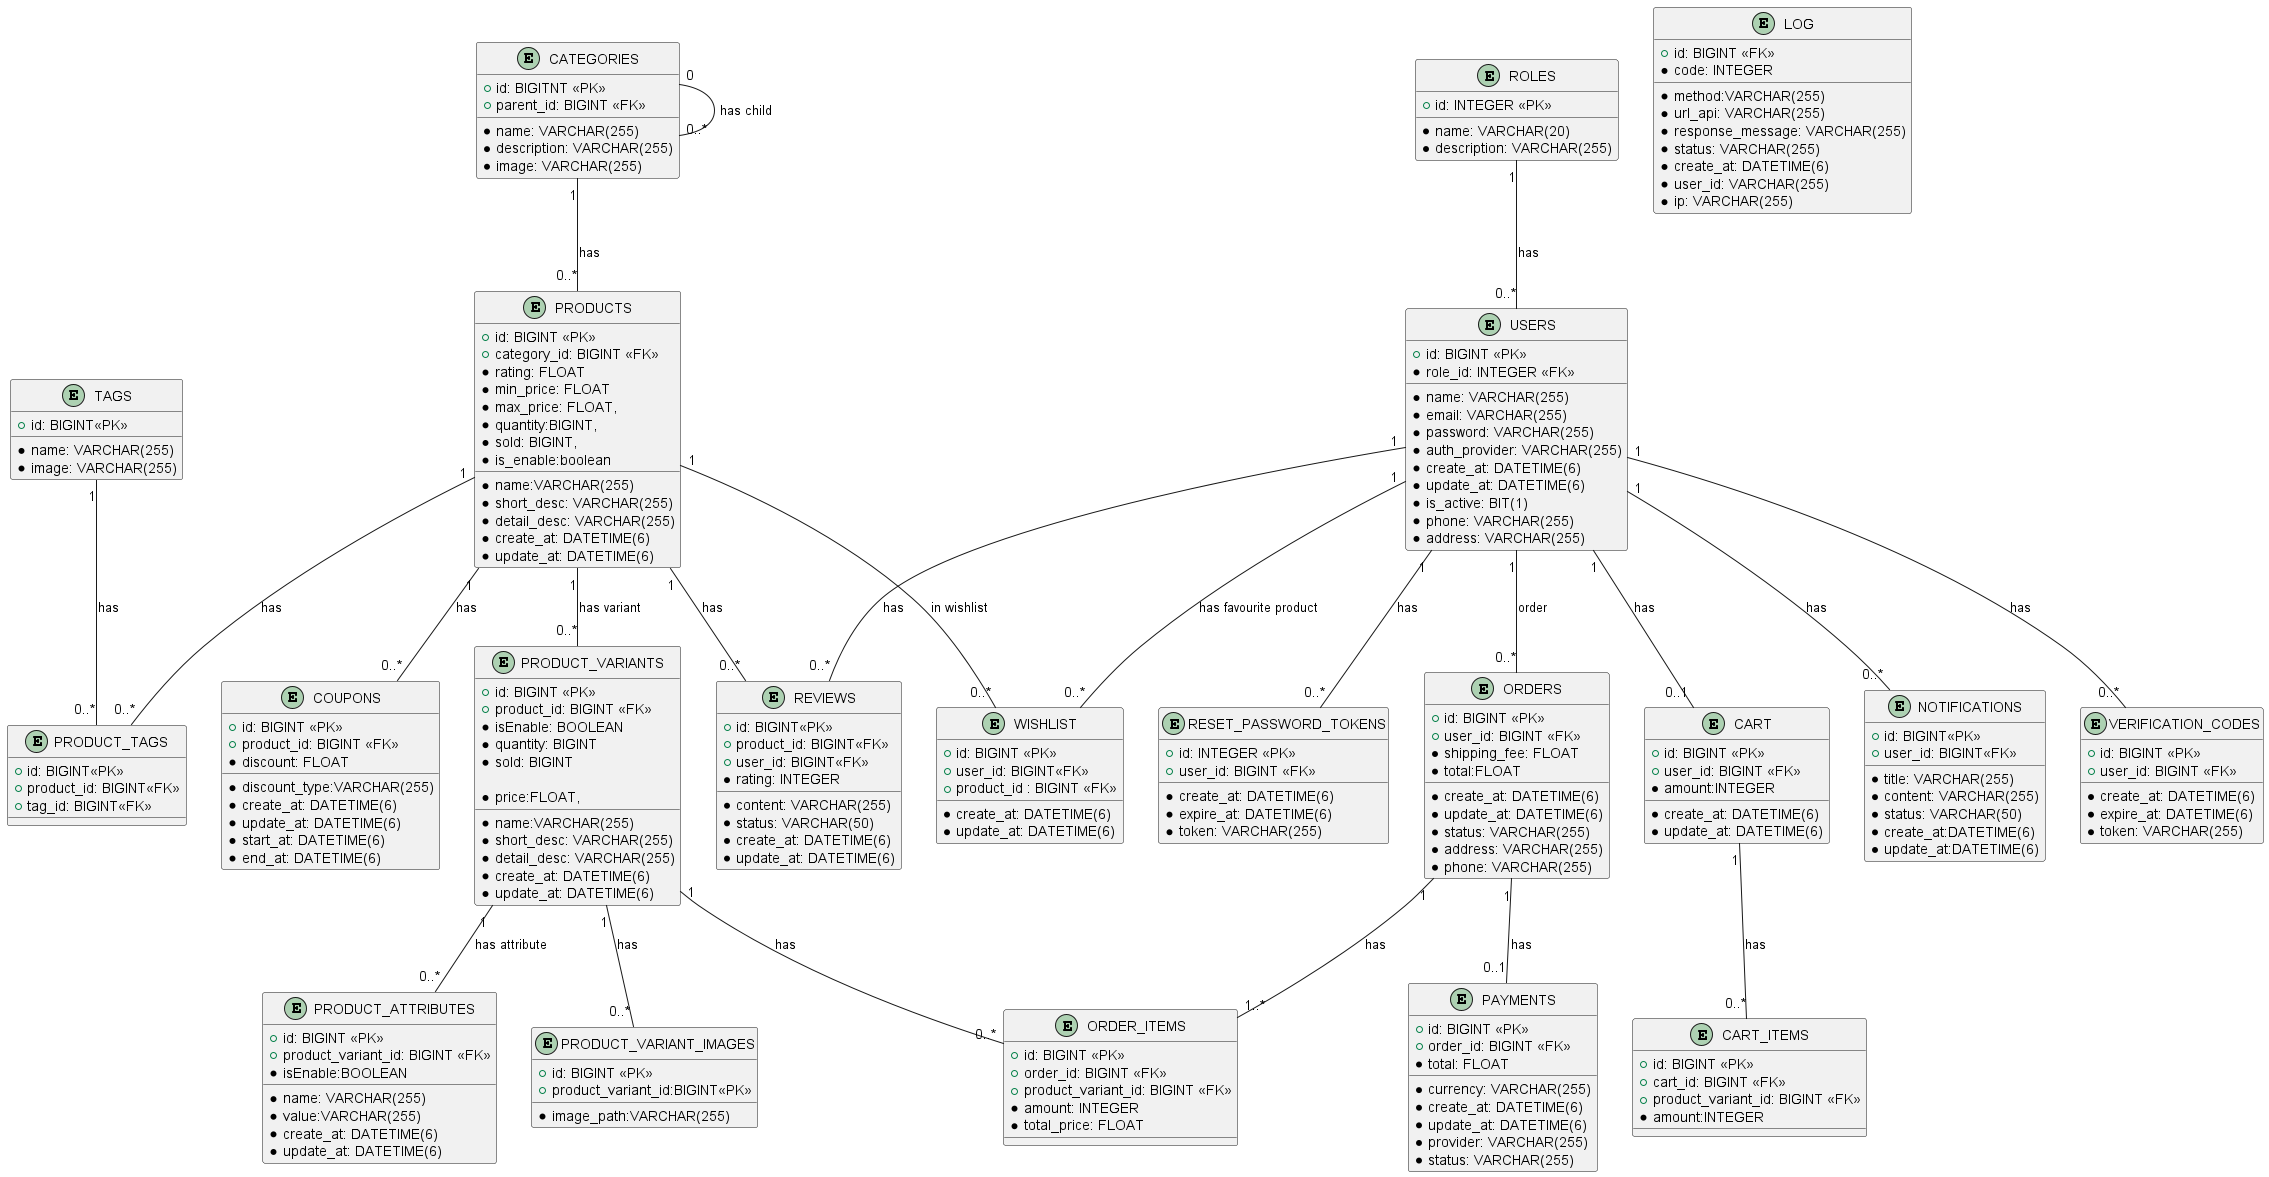 E CATEGORIES
id: BIGITNT «PK»
parent_id: BIGINT «FK»
name: VARCHAR(255)
description: VARCHAR(255)
image: VARCHAR(255)
0
has child
0..*
1
has
0..*
E ROLES
id: INTEGER «PK»
name: VARCHAR(20)
description: VARCHAR(255)
1
has
0..*
E LOG
id: BIGINT «FK»
code: INTEGER
method:VARCHAR(255)
url_api: VARCHAR(255)
response_message: VARCHAR(255)
status: VARCHAR(255)
create_at: DATETIME(6)
user_id: VARCHAR(255)
ip: VARCHAR(255)
E PRODUCTS
id: BIGINT «PK»
category_id: BIGINT «FK»
rating: FLOAT
min_price: FLOAT
max_price: FLOAT,
quantity:BIGINT,
sold: BIGINT,
is_enable:boolean
name:VARCHAR(255)
short_desc: VARCHAR(255)
detail_desc: VARCHAR(255)
create_at: DATETIME(6)
update_at: DATETIME(6)
E USERS
id: BIGINT «PK»
role_id: INTEGER «FK»
name: VARCHAR(255)
email: VARCHAR(255)
password: VARCHAR(255)
auth_provider: VARCHAR(255)
create_at: DATETIME(6)
update_at: DATETIME(6)
is_active: BIT(1)
phone: VARCHAR(255)
address: VARCHAR(255)
E TAGS
id: BIGINT«PK»
name: VARCHAR(255)
image: VARCHAR(255)
1
1
1
1
1
1
1
1
1
1
1
1
1
1
has
has
has
has variant
has
has
in wishlist
has favourite product
has
order
has
has
has
0..*
0..*
0..*
0..*
0..*
0..*
0..*
0..*
0..*
0..*
0..1
0..*
0..*
E PRODUCT_TAGS
id: BIGINT«PK»
product_id: BIGINT«FK»
tag_id: BIGINT«FK»
E COUPONS
id: BIGINT «PK»
product_id: BIGINT «FK»
discount: FLOAT
discount_type:VARCHAR(255)
create_at: DATETIME(6)
update_at: DATETIME(6)
start_at: DATETIME(6)
end_at: DATETIME(6)
E PRODUCT_VARIANTS
id: BIGINT «PK»
product_id: BIGINT «FK»
isEnable: BOOLEAN
quantity: BIGINT
sold: BIGINT
price:FLOAT,
name:VARCHAR(255)
short_desc: VARCHAR(255)
detail_desc: VARCHAR(255)
create_at: DATETIME(6)
update_at: DATETIME(6)
E REVIEWS
id: BIGINT«PK»
product_id: BIGINT«FK»
user_id: BIGINT«FK»
rating: INTEGER
content: VARCHAR(255)
status: VARCHAR(50)
create_at: DATETIME(6)
update_at: DATETIME(6)
E WISHLIST
id: BIGINT «PK»
user_id: BIGINT«FK»
product_id : BIGINT «FK»
create_at: DATETIME(6)
update_at: DATETIME(6)
E RESET_PASSWORD_TOKENS
id: INTEGER «PK»
user_id: BIGINT «FK»
create_at: DATETIME(6)
expire_at: DATETIME(6)
token: VARCHAR(255)
E ORDERS
id: BIGINT «PK»
user_id: BIGINT «FK»
shipping_fee: FLOAT
total:FLOAT
create_at: DATETIME(6)
update_at: DATETIME(6)
status: VARCHAR(255)
address: VARCHAR(255)
phone: VARCHAR(255)
E CART
id: BIGINT «PK»
user_id: BIGINT «FK»
amount:INTEGER
create_at: DATETIME(6)
update_at: DATETIME(6)
E NOTIFICATIONS
id: BIGINT«PK»
user_id: BIGINT«FK»
title: VARCHAR(255)
content: VARCHAR(255)
status: VARCHAR(50)
create_at:DATETIME(6)
update_at:DATETIME(6)
E VERIFICATION_CODES
id: BIGINT «PK»
user_id: BIGINT «FK»
create_at: DATETIME(6)
expire_at: DATETIME(6)
token: VARCHAR(255)
1
1
1
1
1
1
has attribute
has
has
has
has
has
0..*
0..*
0..*
1..*
0..1
0..*
E PRODUCT_ATTRIBUTES
id: BIGINT «PK»
product_variant_id: BIGINT «FK»
isEnable:BOOLEAN
name: VARCHAR(255)
value:VARCHAR(255)
create_at: DATETIME(6)
update_at: DATETIME(6)
E PRODUCT_VARIANT_IMAGES
id: BIGINT «PK»
product_variant_id:BIGINT«PK»
image_path:VARCHAR(255)
E ORDER_ITEMS
id: BIGINT «PK»
order_id: BIGINT «FK»
product_variant_id: BIGINT «FK»
amount: INTEGER
total_price: FLOAT
E PAYMENTS
id: BIGINT «PK»
order_id: BIGINT «FK»
total: FLOAT
currency: VARCHAR(255)
create_at: DATETIME(6)
update_at: DATETIME(6)
provider: VARCHAR(255)
status: VARCHAR(255)
E CART_ITEMS
id: BIGINT «PK»
cart_id: BIGINT «FK»
product_variant_id: BIGINT «FK»
amount:INTEGER